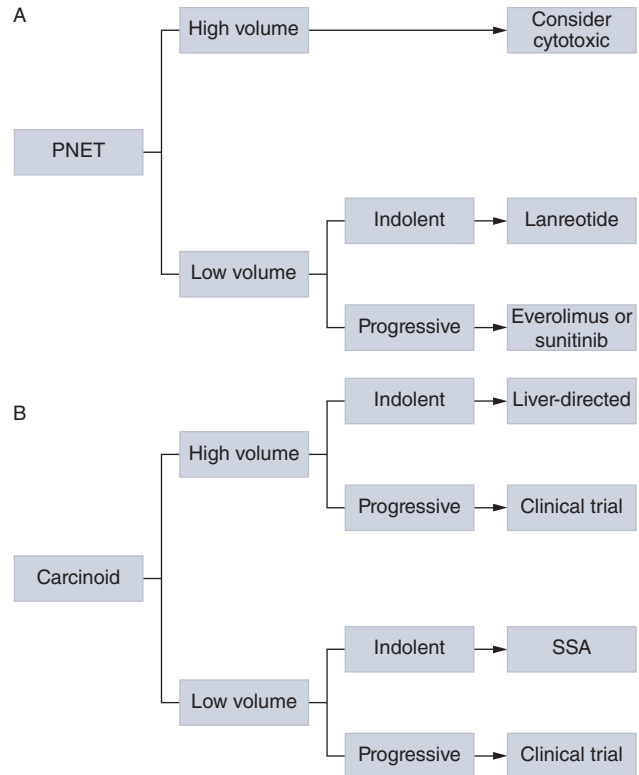 A
High volume
Consider
cytotoxic
PNET
Indolent
Lanreotide
Low volume
Progressive
Everolimus or
sunitinib
B
Indolent
Liver-directed
High volume
Progressive
Clinical trial
Carcinoid
Indolent
SSA
Low volume
Progressive
Clinical trial